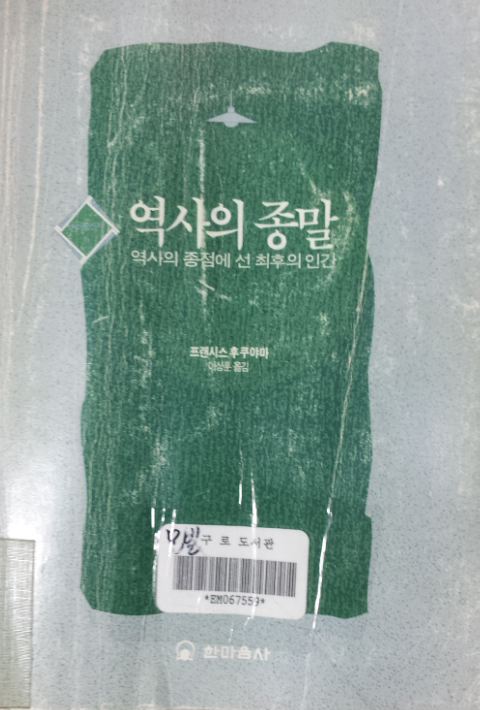 역사의 종말
역사의 종점에 선 최후의 인간
프랜시스 후쿠야마
이상훈 옮김
구 로 도서관
*EM067559*
한마음사